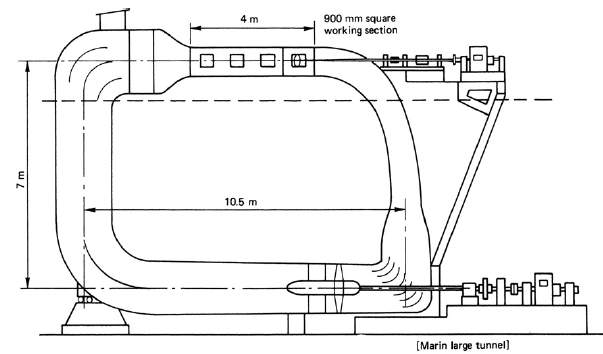 4 m
900 mm square
working section
7 m
10.5 m
[Marin large tunnel]